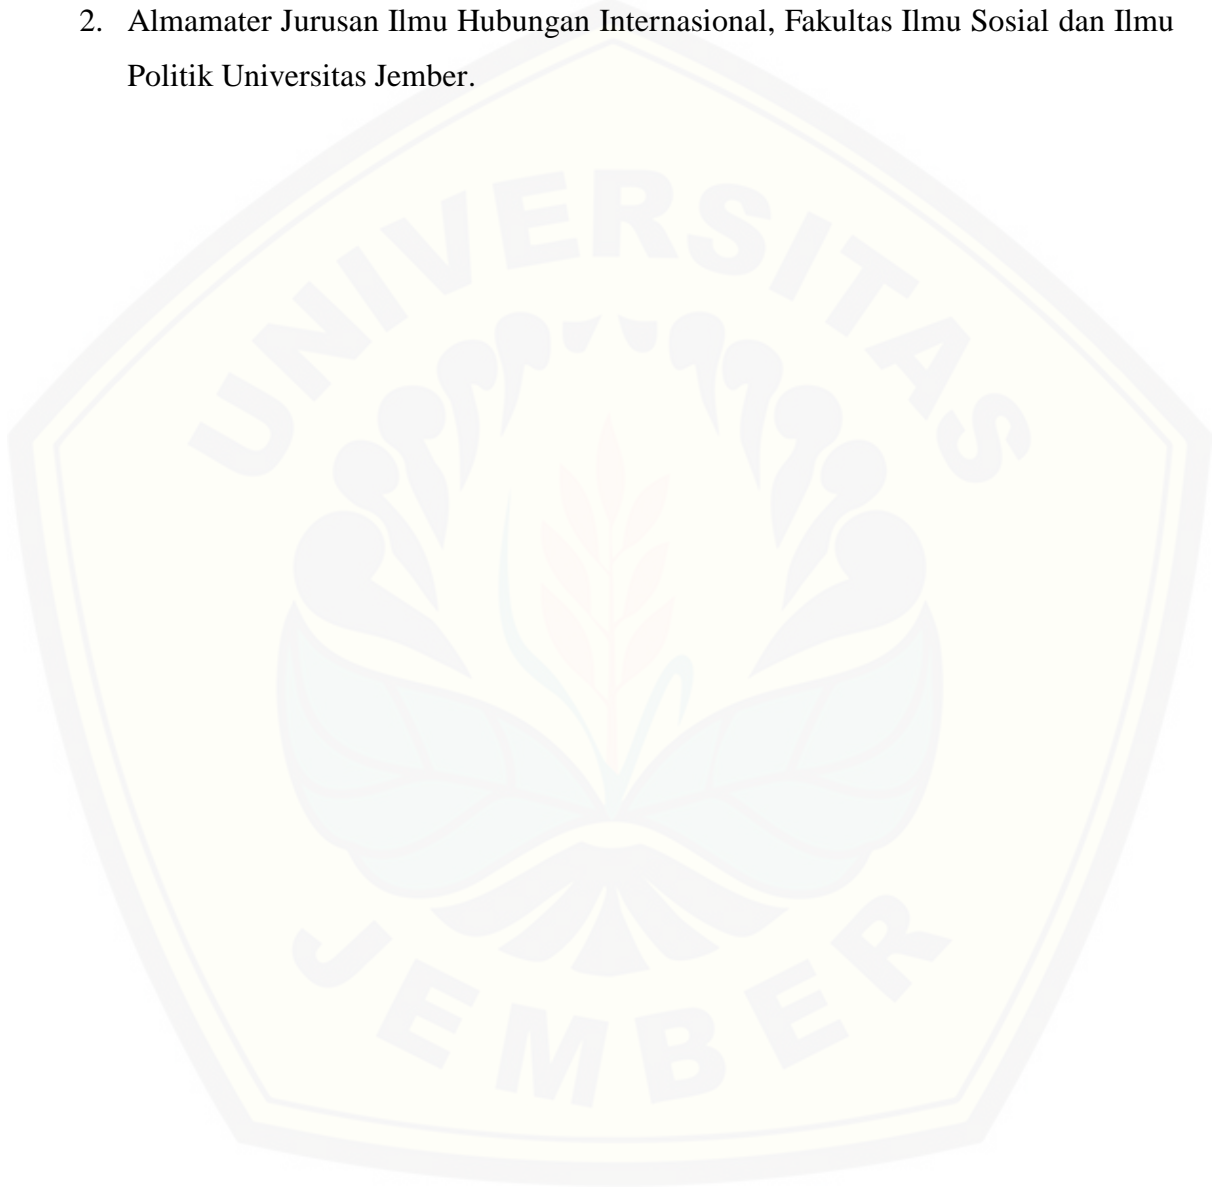 2. Almamater Jurusan Ilmu Hubungan Internasional, Fakultas Ilmu Sosial dan Ilmu
Politik Universitas Jember.
UNIVERSITAS
JEMBER